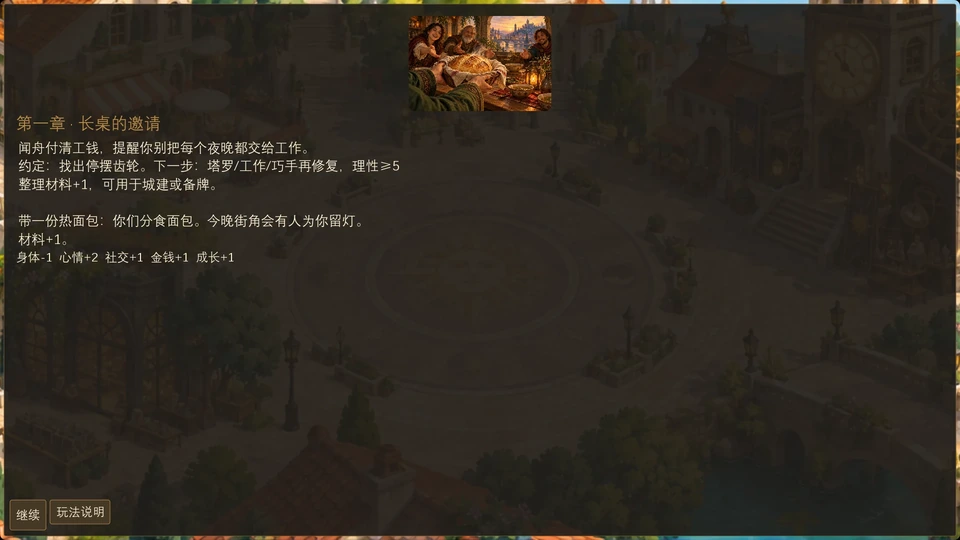 第一章 · 长桌的邀请
闻舟付清工钱，提醒你别把每个夜晚都交给工作。
约定：找出停摆齿轮。下一步：塔罗/工作/巧手再修复，理性≥5
整理材料+1，可用于城建或备牌。
带一份热面包：你们分食面包。今晚街角会有人为你留灯。
材料+1。
身体-1 心情+2 社交+1 金钱+1 成长+1
继续
玩法说明